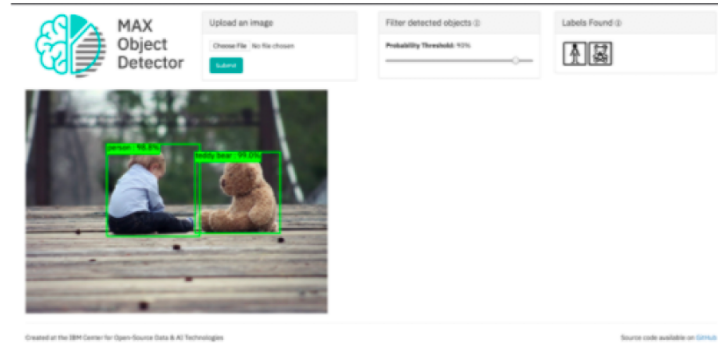 MAX
Object
Detector
Upload an image
Choose File No file chosen
Submit
Filter detected objects
Probability Threshold: 90%
Labels Found
person : 98.8%
teddy bear : 99.0%
Created at the IBM Center for Open-Source Data & AI Technologies
Source code available on GitHub